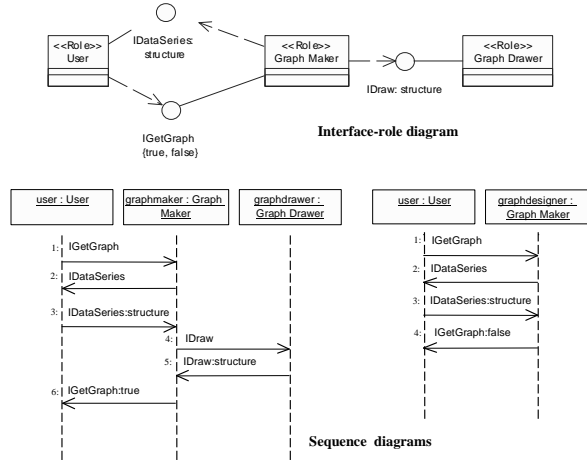 <<Role>>
User
IDataSeries:
structure
<<Role>>
Graph Maker
<<Role>>
Graph Drawer
IDraw: structure
IGetGraph
{true, false}
Interface-role diagram
user : User
graphmaker : Graph
Maker
graphdrawer :
Graph Drawer
1: IGetGraph
2: IDataSeries
3: IDataSeries:structure
4: IDraw
5: IDraw:structure
6: IGetGraph:true
user : User
graphdesigner :
Graph Maker
1: IGetGraph
2: IDataSeries
3: IDataSeries:structure
4: IGetGraph:false
Sequence diagrams